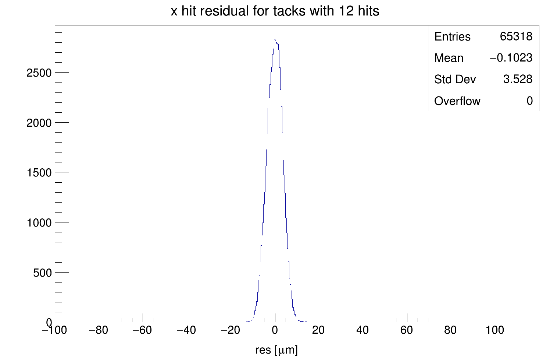 x hit residual for tacks with 12 hits
Entries 65318
Mean −0.1023
Std Dev 3.528
Overflow 0
2500
2000
1500
1000
500
0
−100 −80 −60 −40 −20 0 20 40 60 80 100
res [μm]